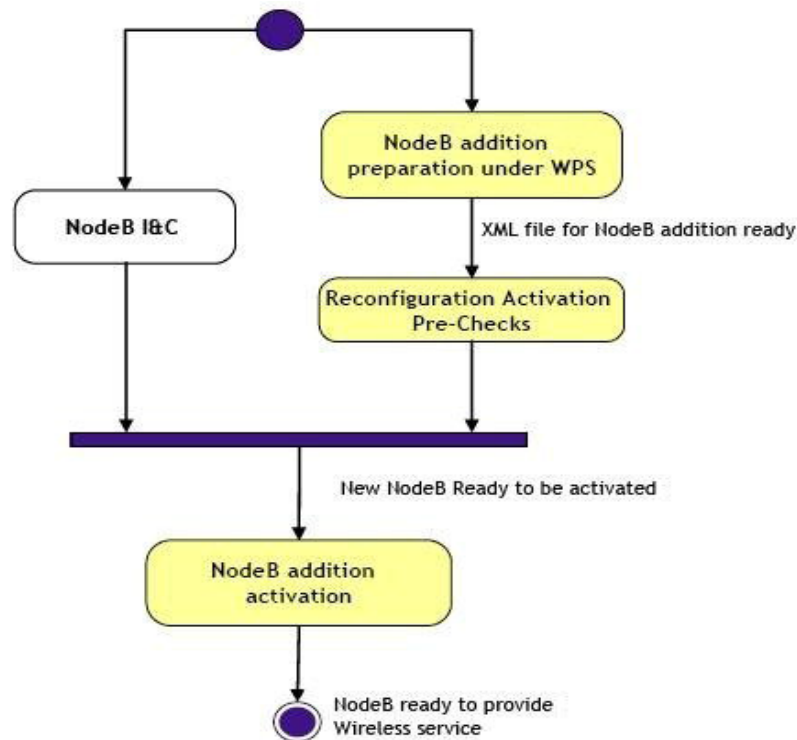 NodeB addition
preparation under WPS
NodeB I&C
XML file for NodeB addition ready
Reconfiguration Activation
Pre-Checks
New NodeB Ready to be activated
NodeB addition
activation
NodeB ready to provide
Wireless service